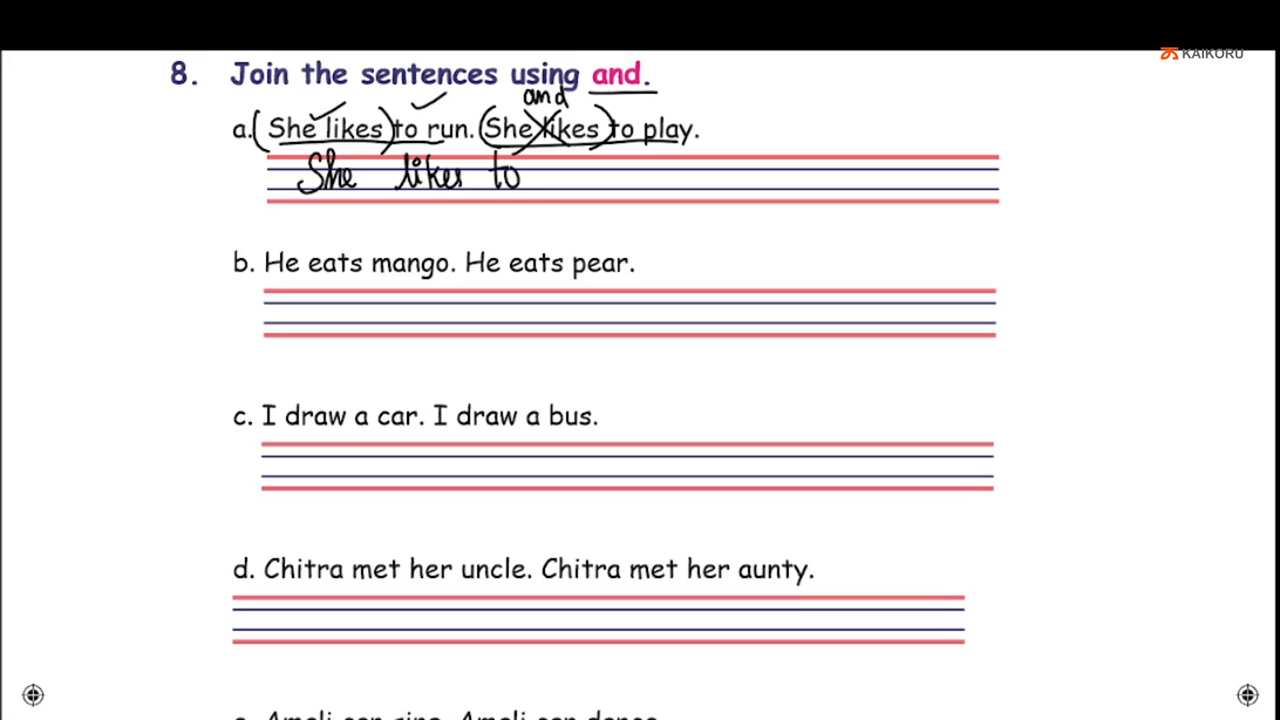 KAIKORU
8. Join the sentences using and.
and
a. (She likes) to run. (She likes) to play.
She likes to
b. He eats mango. He eats pear.
c. I draw a car. I draw a bus.
d. Chitra met her uncle. Chitra met her aunty.